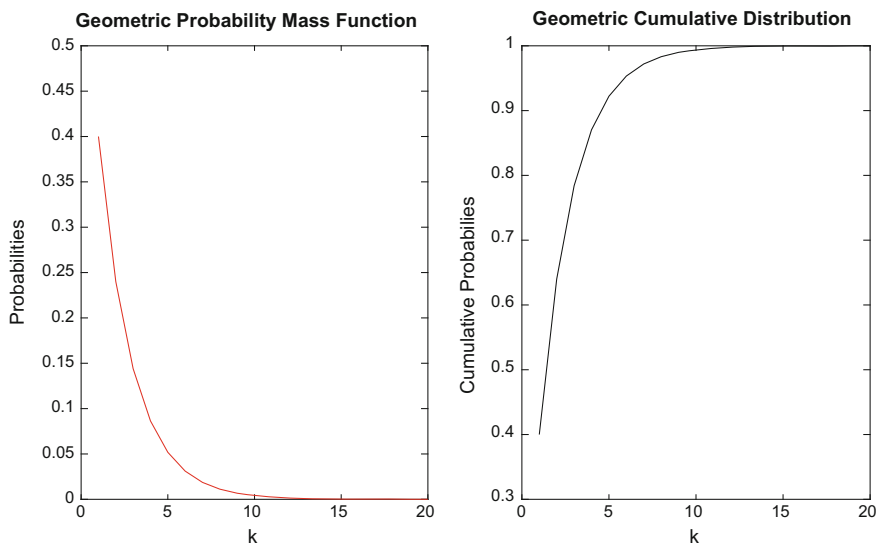 Geometric Probability Mass Function
0.5
0.45
0.4
0.35
0.3
0.25
0.2
0.15
0.1
0.05
0
Probabilities
0 5 10 15 20
k
Geometric Cumulative Distribution
1
0.9
0.8
0.7
0.6
0.5
0.4
0.3
Cumulative Probabilies
0 5 10 15 20
k